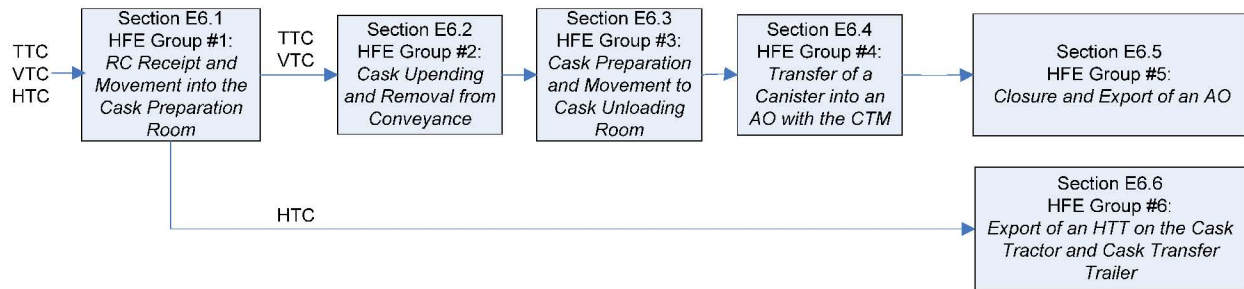 TTC
VTC
HTC
Section E6.1
HFE Group #1:
RC Receipt and
Movement into the
Cask Preparation
Room
TTC
VTC
Section E6.2
HFE Group #2:
Cask Upending
and Removal from
Conveyance
Section E6.3
HFE Group #3:
Cask Preparation
and Movement to
Cask Unloading
Room
Section E6.4
HFE Group #4:
Transfer of a
Canister into an
AO with the CTM
Section E6.5
HFE Group #5:
Closure and Export of an AO
HTC
Section E6.6
HFE Group #6:
Export of an HTT on the Cask
Tractor and Cask Transfer
Trailer